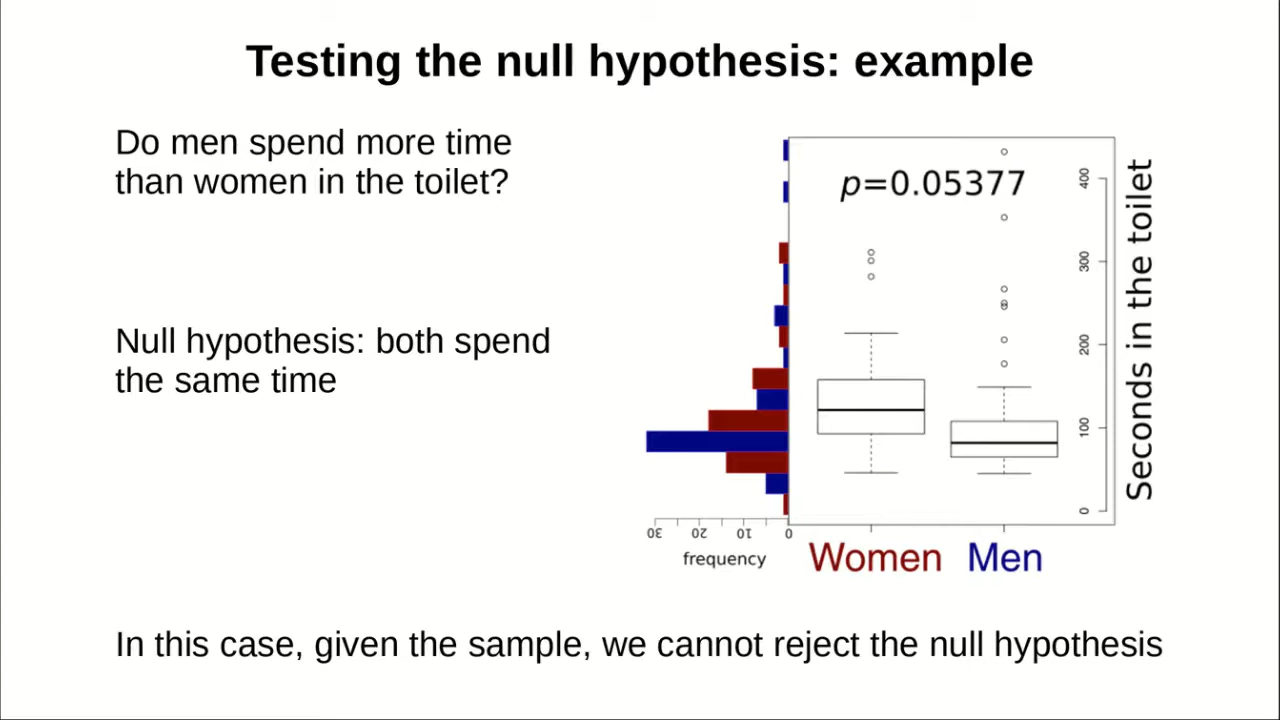 Testing the null hypothesis: example
Do men spend more time
than women in the toilet?
Null hypothesis: both spend
the same time
p=0.05377
400
300
200
100
0
Seconds in the toilet
30 20 10 0
frequency
Women Men
In this case, given the sample, we cannot reject the null hypothesis